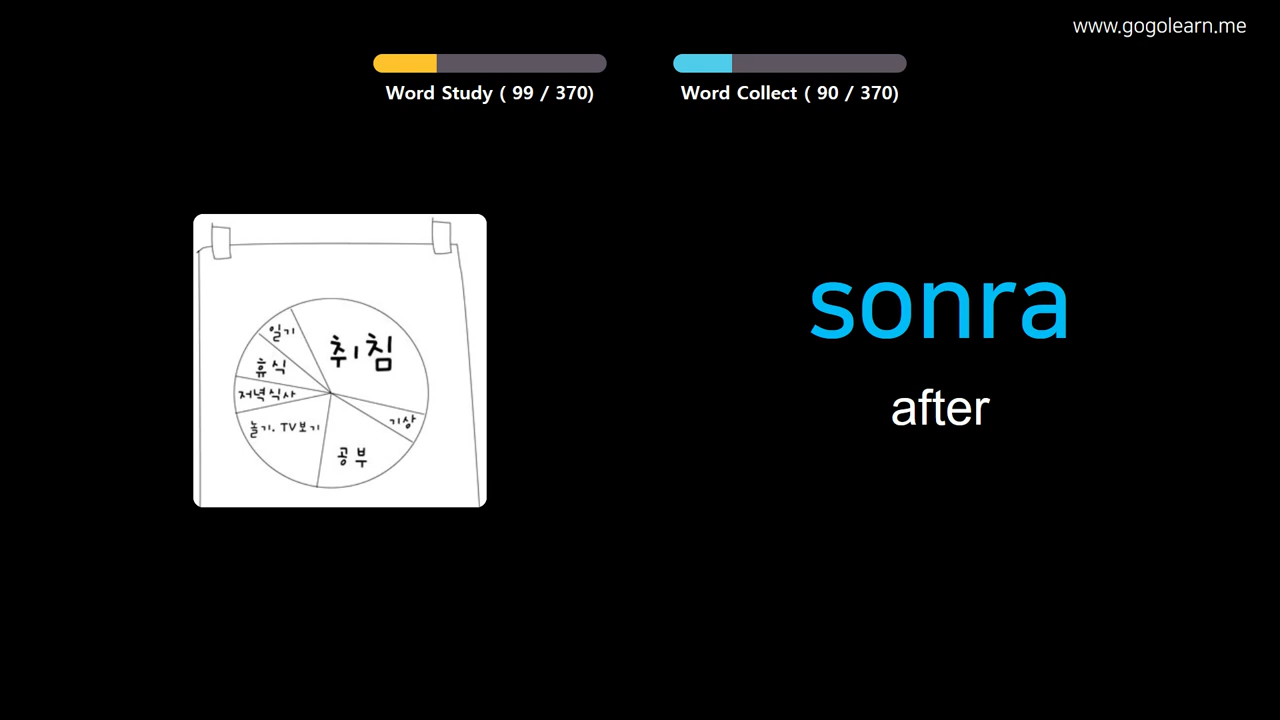 www.gogolearn.me
Word Study ( 99 / 370)
Word Collect ( 90 / 370)
일기
취침
휴식
저녁식사
기상
놀기. TV보기
공부
sonra
after